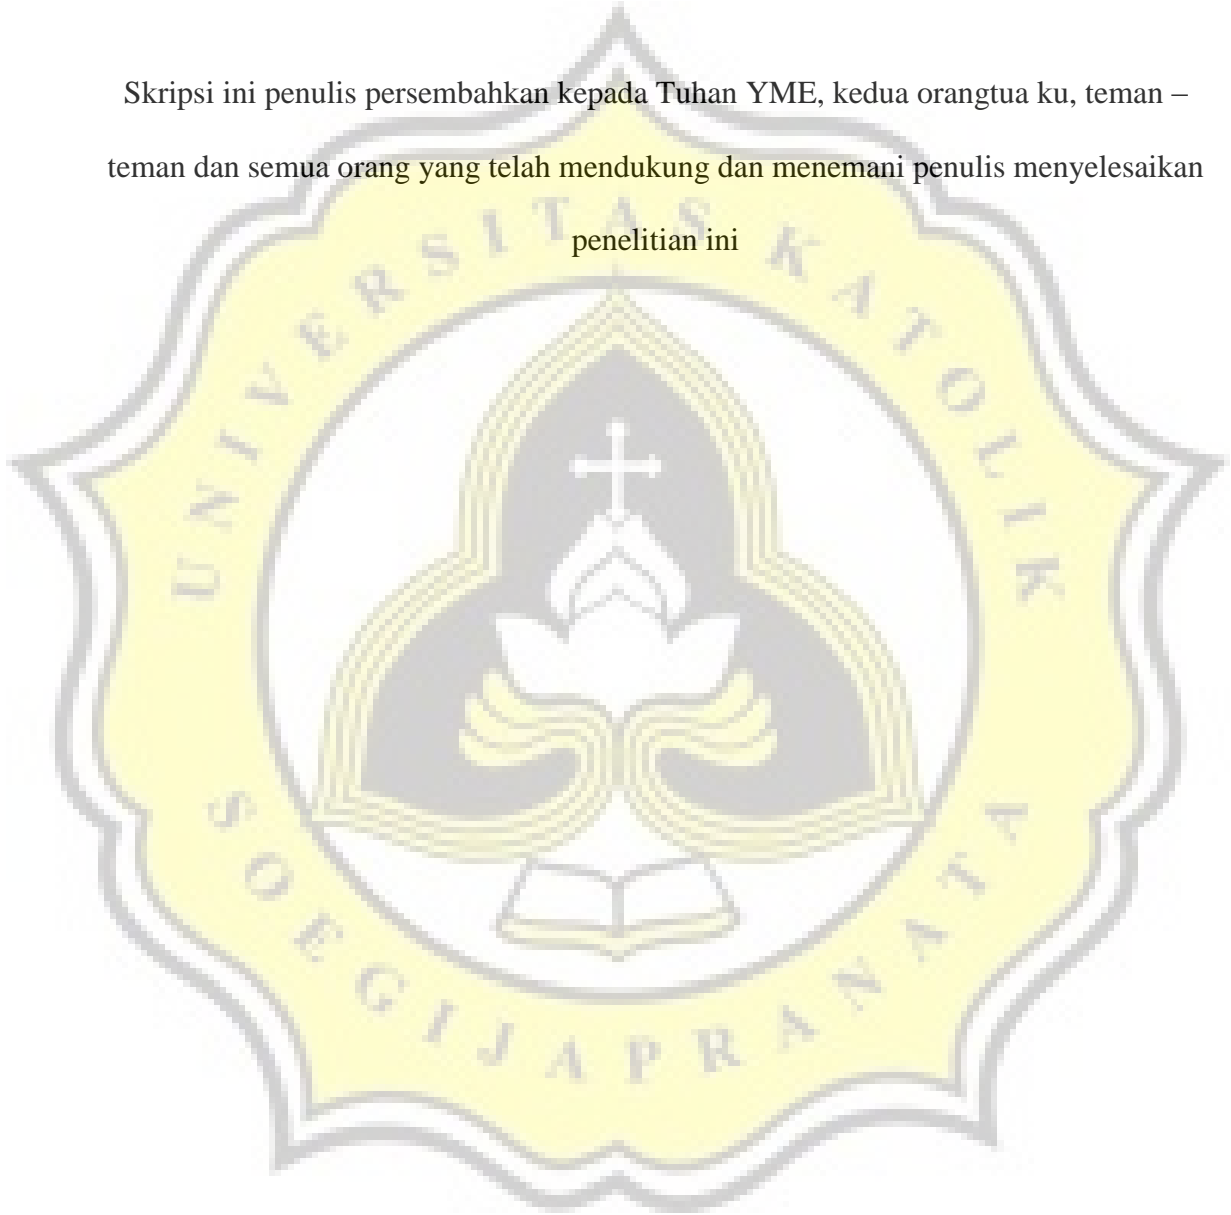 Skripsi ini penulis persembahkan kepada Tuhan YME, kedua orangtua ku, teman –
teman dan semua orang yang telah mendukung dan menemani penulis menyelesaikan
penelitian ini
UNIVERSITAS KATOLIK
SOEGIJAPRANATA